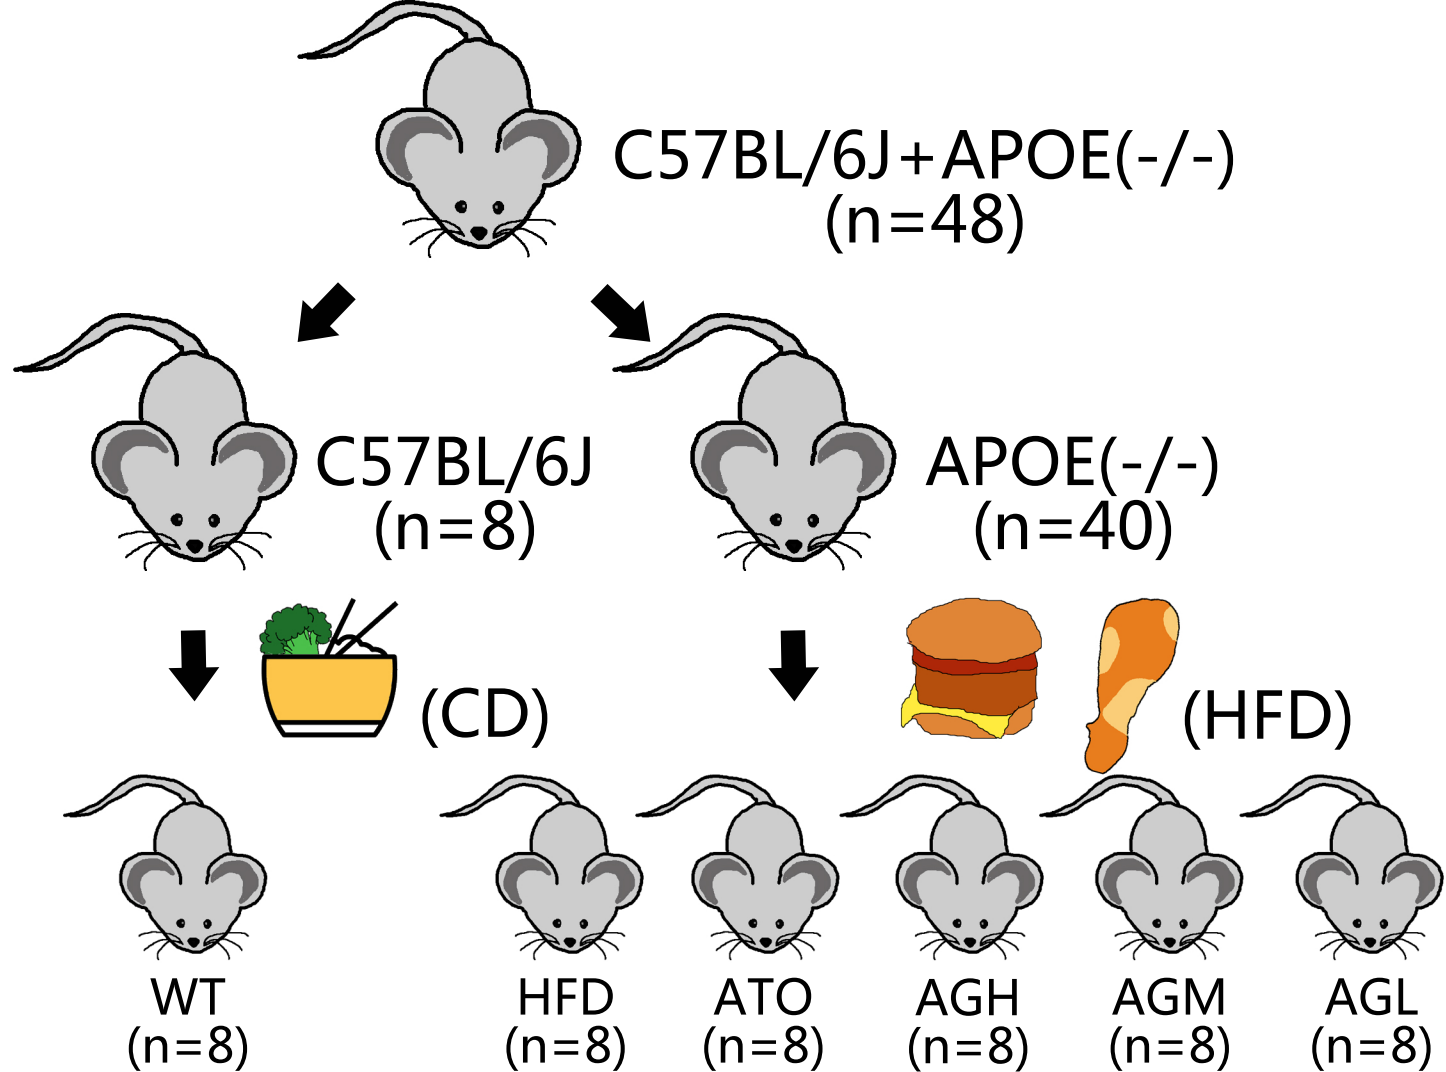 C57BL/6J+APOE(-/-)
(n=48)
C57BL/6J
(n=8)
APOE(-/-)
(n=40)
(CD)
(HFD)
WT
(n=8)
HFD
(n=8)
ATO
(n=8)
AGH
(n=8)
AGM
(n=8)
AGL
(n=8)